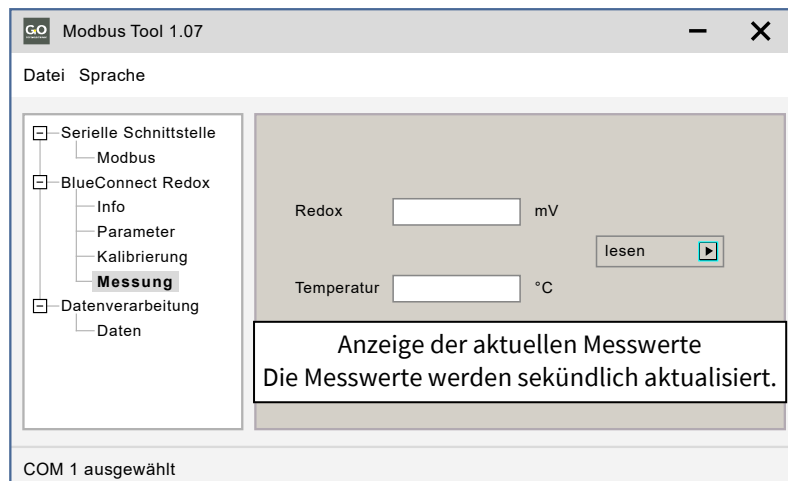 GO Modbus Tool 1.07
Datei Sprache
Serielle Schnittstelle
Modbus
BlueConnect Redox
Info
Parameter
Kalibrierung
Messung
Datenverarbeitung
Daten
Redox mV
lesen
Temperatur °C
Anzeige der aktuellen Messwerte
Die Messwerte werden sekündlich aktualisiert.
COM 1 ausgewählt